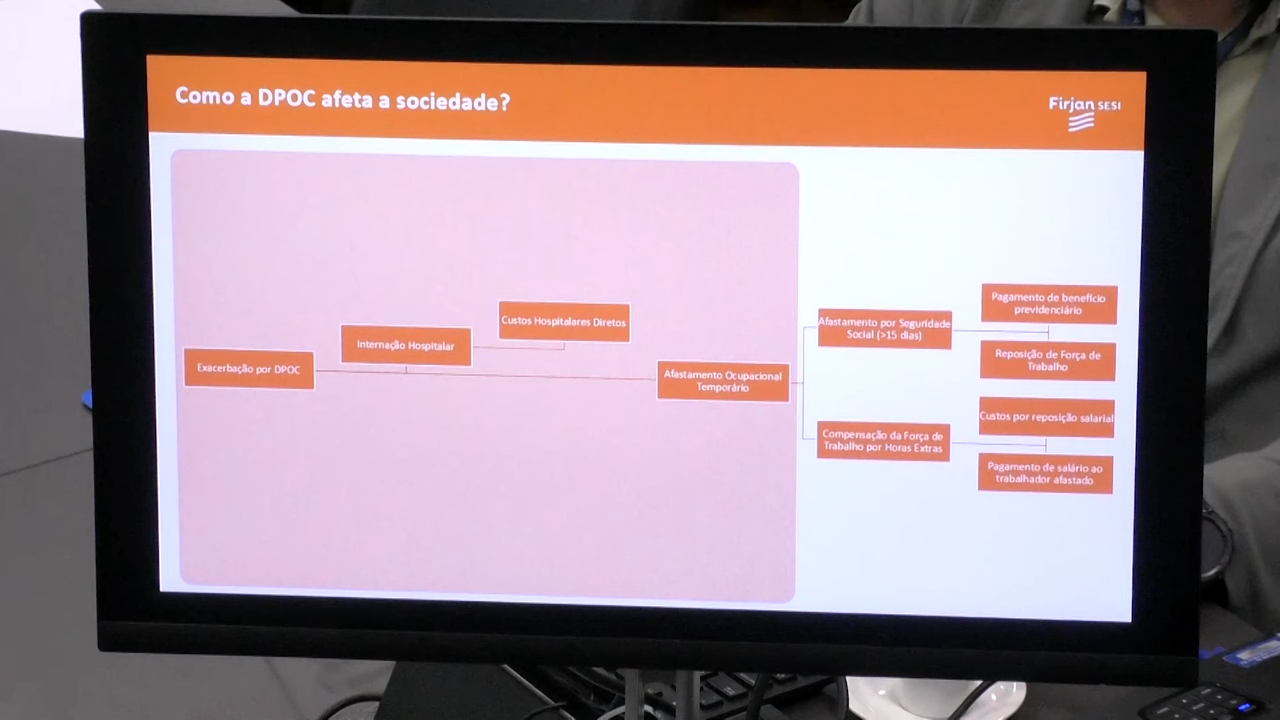 Como a DPOC afeta a sociedade?
Firjan SESI
Exacerbação por DPOC
Internação Hospitalar
Custos Hospitalares Diretos
Afastamento Ocupacional
Temporário
Afastamento por Seguridade
Social (>15 dias)
Pagamento de benefício
previdenciário
Reposição de Força de
Trabalho
Compensação da Força de
Trabalho por Horas Extras
Custos por reposição salarial
Pagamento de salário ao
trabalhador afastado